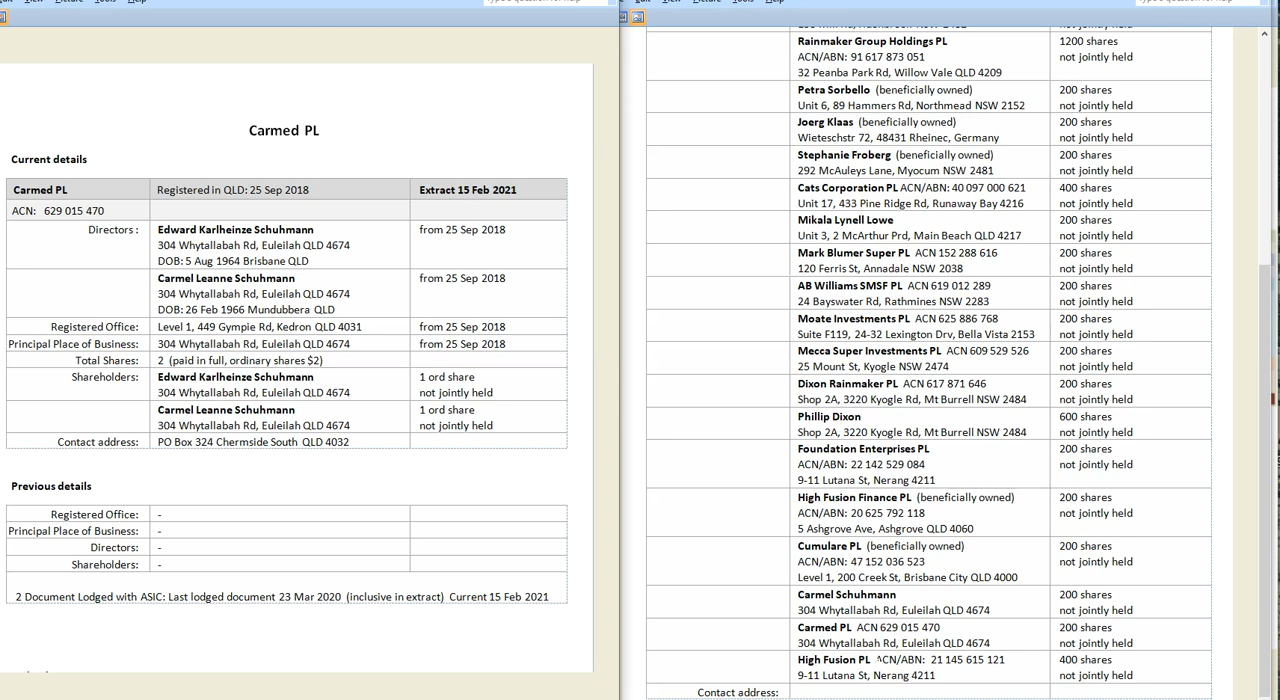 Carmed PL
Current details
Carmed PL Registered in QLD: 25 Sep 2018 Extract 15 Feb 2021
ACN: 629 015 470
Directors : Edward Karlheinze Schuhmann from 25 Sep 2018
304 Whytallabah Rd, Euleilah QLD 4674
DOB: 5 Aug 1964 Brisbane QLD
Carmel Leanne Schuhmann from 25 Sep 2018
304 Whytallabah Rd, Euleilah QLD 4674
DOB: 26 Feb 1966 Mundubbera QLD
Registered Office: Level 1, 449 Gympie Rd, Kedron QLD 4031 from 25 Sep 2018
Principal Place of Business: 304 Whytallabah Rd, Euleilah QLD 4674 from 25 Sep 2018
Total Shares: 2 (paid in full, ordinary shares $2)
Shareholders: Edward Karlheinze Schuhmann 1 ord share
304 Whytallabah Rd, Euleilah QLD 4674 not jointly held
Carmel Leanne Schuhmann 1 ord share
304 Whytallabah Rd, Euleilah QLD 4674 not jointly held
Contact address: PO Box 324 Chermside South QLD 4032
Previous details
Registered Office: -
Principal Place of Business: -
Directors: -
Shareholders: -
2 Document Lodged with ASIC: Last lodged document 23 Mar 2020 (inclusive in extract) Current 15 Feb 2021
Rainmaker Group Holdings PL 1200 shares
ACN/ABN: 91 617 873 051 not jointly held
32 Peanba Park Rd, Willow Vale QLD 4209
Petra Sorbello (beneficially owned) 200 shares
Unit 6, 89 Hammers Rd, Northmead NSW 2152 not jointly held
Joerg Klaas (beneficially owned) 200 shares
Wieteschstr 72, 48431 Rheinec, Germany not jointly held
Stephanie Froberg (beneficially owned) 200 shares
292 McAuleys Lane, Myocum NSW 2481 not jointly held
Cats Corporation PL ACN/ABN: 40 097 000 621 400 shares
Unit 17, 433 Pine Ridge Rd, Runaway Bay 4216 not jointly held
Mikala Lynell Lowe 200 shares
Unit 3, 2 McArthur Prd, Main Beach QLD 4217 not jointly held
Mark Blumer Super PL ACN 152 288 616 200 shares
120 Ferris St, Annadale NSW 2038 not jointly held
AB Williams SMSF PL ACN 619 012 289 200 shares
24 Bayswater Rd, Rathmines NSW 2283 not jointly held
Moate Investments PL ACN 625 886 768 200 shares
Suite F119, 24-32 Lexington Drv, Bella Vista 2153 not jointly held
Mecca Super Investments PL ACN 609 529 526 200 shares
25 Mount St, Kyogle NSW 2474 not jointly held
Dixon Rainmaker PL ACN 617 871 646 200 shares
Shop 2A, 3220 Kyogle Rd, Mt Burrell NSW 2484 not jointly held
Phillip Dixon 600 shares
Shop 2A, 3220 Kyogle Rd, Mt Burrell NSW 2484 not jointly held
Foundation Enterprises PL 200 shares
ACN/ABN: 22 142 529 084 not jointly held
9-11 Lutana St, Nerang 4211
High Fusion Finance PL (beneficially owned) 200 shares
ACN/ABN: 20 625 792 118 not jointly held
5 Ashgrove Ave, Ashgrove QLD 4060
Cumulare PL (beneficially owned) 200 shares
ACN/ABN: 47 152 036 523 not jointly held
Level 1, 200 Creek St, Brisbane City QLD 4000
Carmel Schuhmann 200 shares
304 Whytallabah Rd, Euleilah QLD 4674 not jointly held
Carmed PL ACN 629 015 470 200 shares
304 Whytallabah Rd, Euleilah QLD 4674 not jointly held
High Fusion PL ^CN/ABN: 21 145 615 121 400 shares
9-11 Lutana St, Nerang 4211 not jointly held
Contact address: